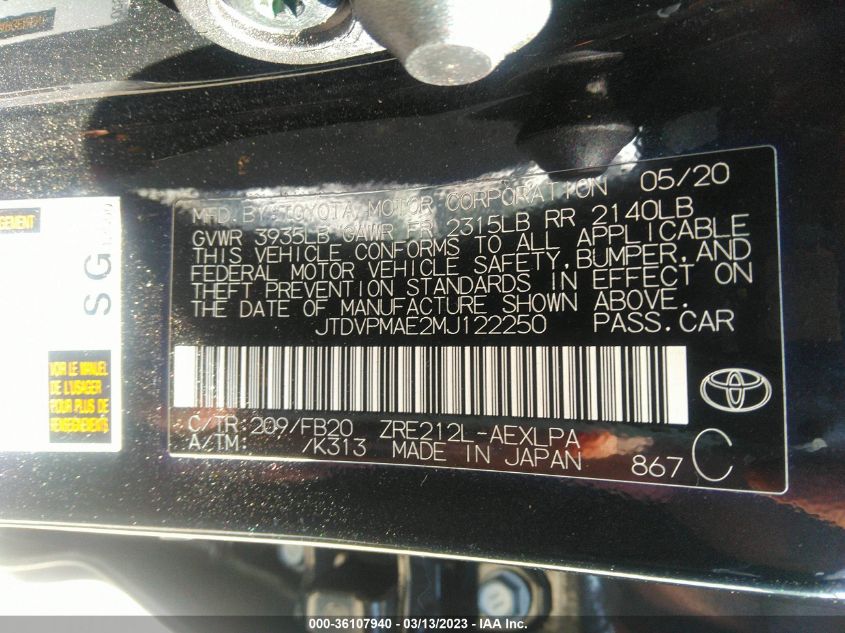 MFD. BY: TOYOTA MOTOR CORPORATION 05/20
GVWR 3935LB GAWR FR 2315LB RR 2140LB
THIS VEHICLE CONFORMS TO ALL APPLICABLE
FEDERAL MOTOR VEHICLE SAFETY, BUMPER, AND
THEFT PREVENTION STANDARDS IN EFFECT ON
THE DATE OF MANUFACTURE SHOWN ABOVE.
JTDVPMAE2MJ122250 PASS.CAR
C/TR: 209/FB20 ZRE212L-AEXLPA
A/TM: /K313 MADE IN JAPAN 867 C
SG
VOIR LE MANUEL
DE L'USAGER
POUR PLUS DE
RENSEIGNEMENTS
000-36107940 - 03/13/2023 - IAA Inc.